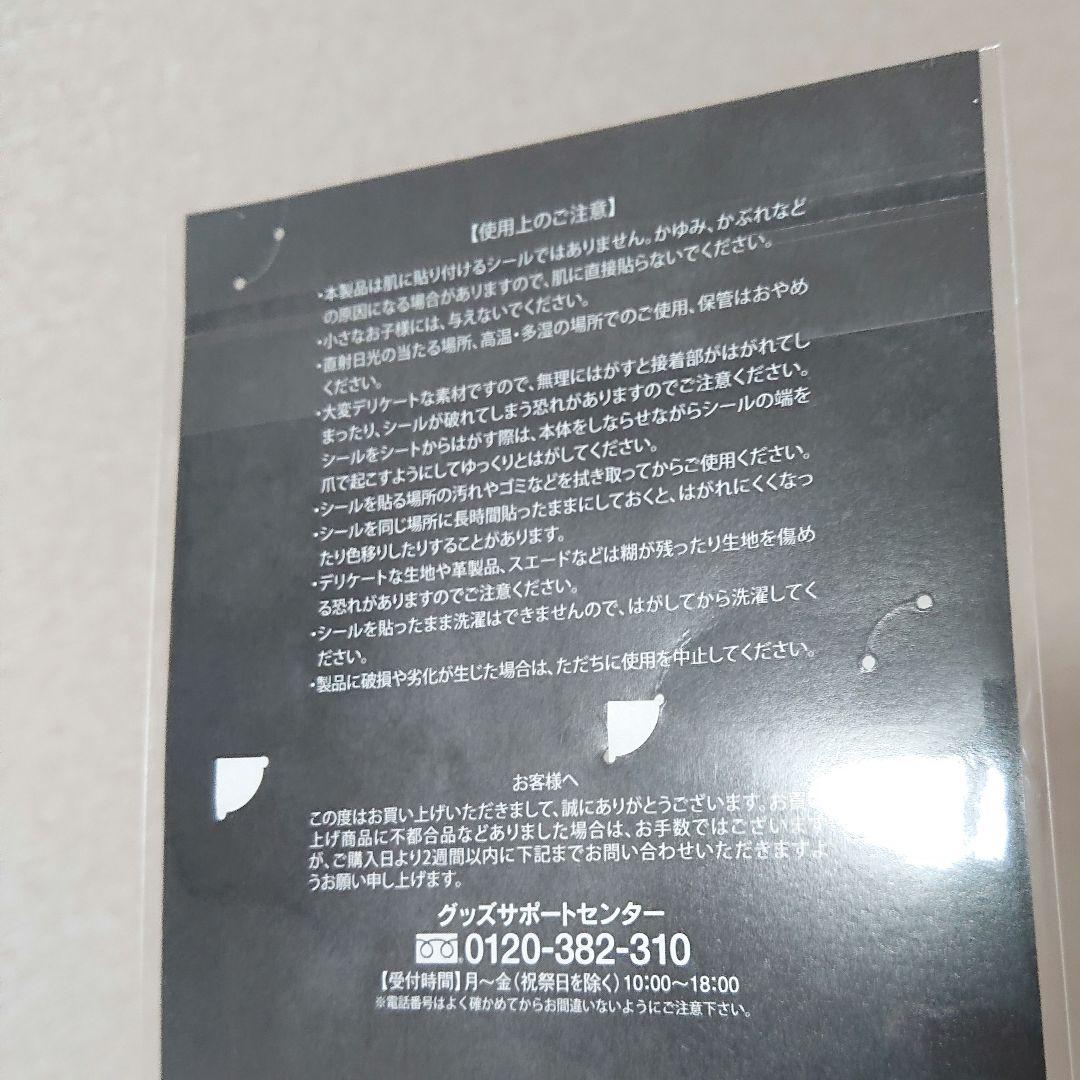 【使用上のご注意】
・本製品は肌に貼り付けるシールではありません。かゆみ、かぶれなど
の原因になる場合がありますので、肌に直接貼らないでください。
・小さなお子様には、与えないでください。
・直射日光の当たる場所、高温・多湿の場所でのご使用、保管はおやめ
ください。
・大変デリケートな素材ですので、無理にはがすと接着部がはがれてし
まったり、シールが破れてしまう恐れがありますのでご注意ください。
シールをシートからはがす際は、本体をしならせながらシールの端を
爪で起こすようにしてゆっくりとはがしてください。
・シールを貼る場所の汚れやゴミなどを拭き取ってからご使用ください。
・シールを同じ場所に長時間貼ったままにしておくと、はがれにくくなっ
たり色移りしたりすることがあります。
・デリケートな生地や革製品、スエードなどは糊が残ったり生地を傷め
る恐れがありますのでご注意ください。
・シールを貼ったまま洗濯はできませんので、はがしてから洗濯してく
ださい。
・製品に破損や劣化が生じた場合は、ただちに使用を中止してください。
お客様へ
この度はお買い上げいただきまして、誠にありがとうございます。お買
上げ商品に不都合品などありました場合は、お手数ではございます
が、ご購入日より2週間以内に下記までお問い合わせいただきますよ
うお願い申し上げます。
グッズサポートセンター
0120-382-310
【受付時間】月〜金(祝祭日を除く)10:00〜18:00
※電話番号はよく確かめてからお間違いないようにご注意下さい。